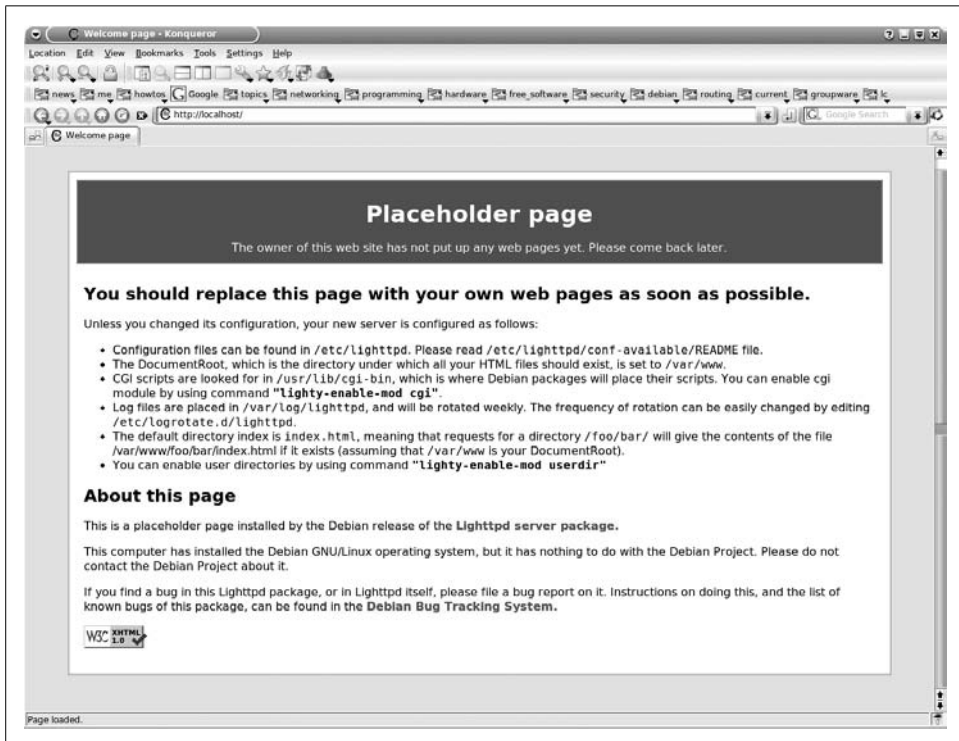 Welcome page - Konqueror
Location Edit View Bookmarks Tools Settings Help
news me howtos Google topics networking programming hardware free_software security debian routing current groupware lc
http://localhost/ Google Search
Welcome page
Placeholder page
The owner of this web site has not put up any web pages yet. Please come back later.
You should replace this page with your own web pages as soon as possible.
Unless you changed its configuration, your new server is configured as follows:
• Configuration files can be found in /etc/lighttpd. Please read /etc/lighttpd/conf-available/README file.
• The DocumentRoot, which is the directory under which all your HTML files should exist, is set to /var/www.
• CGI scripts are looked for in /usr/lib/cgi-bin, which is where Debian packages will place their scripts. You can enable cgi
module by using command "lighty-enable-mod cgi".
• Log files are placed in /var/log/lighttpd, and will be rotated weekly. The frequency of rotation can be easily changed by editing
/etc/logrotate.d/lighttpd.
• The default directory index is index.html, meaning that requests for a directory /foo/bar/ will give the contents of the file
/var/www/foo/bar/index.html if it exists (assuming that /var/www is your DocumentRoot).
• You can enable user directories by using command "lighty-enable-mod userdir"
About this page
This is a placeholder page installed by the Debian release of the Lighttpd server package.
This computer has installed the Debian GNU/Linux operating system, but it has nothing to do with the Debian Project. Please do not
contact the Debian Project about it.
If you find a bug in this Lighttpd package, or in Lighttpd itself, please file a bug report on it. Instructions on doing this, and the list of
known bugs of this package, can be found in the Debian Bug Tracking System.
W3C XHTML 1.0
Page loaded.